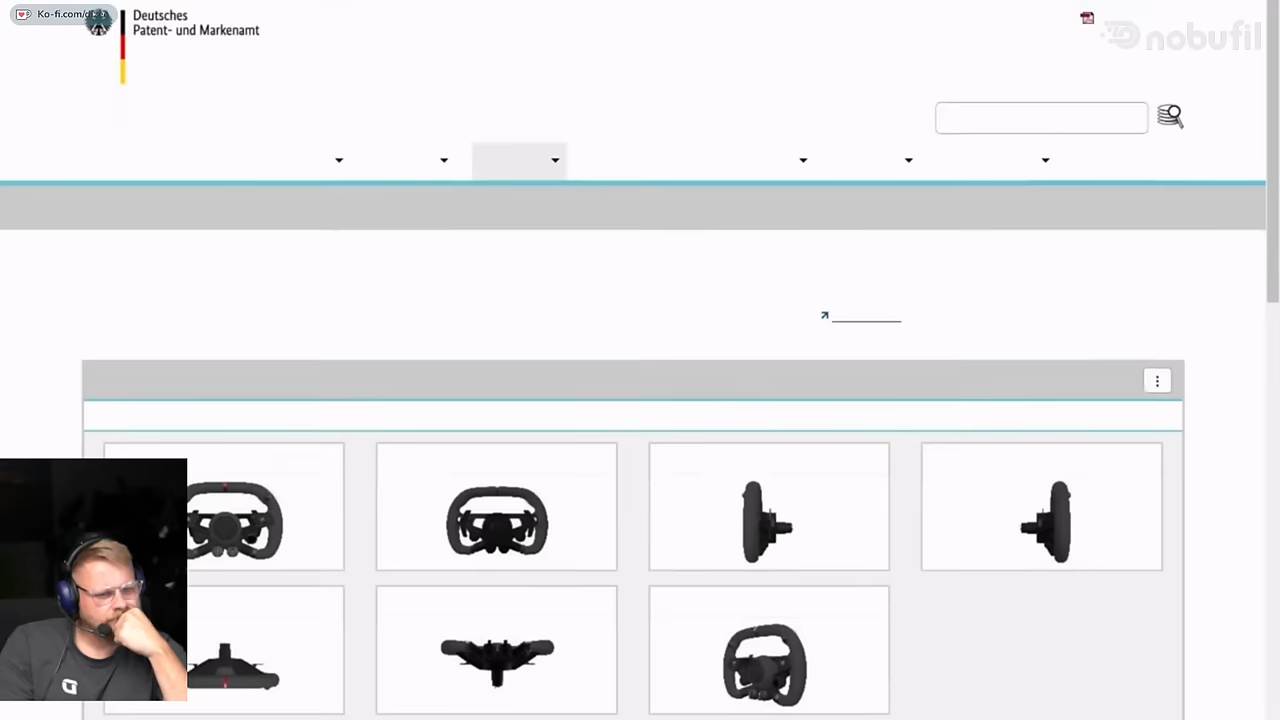 Ko-fi.com/
Deutsches
Patent- und Markenamt
nobufil